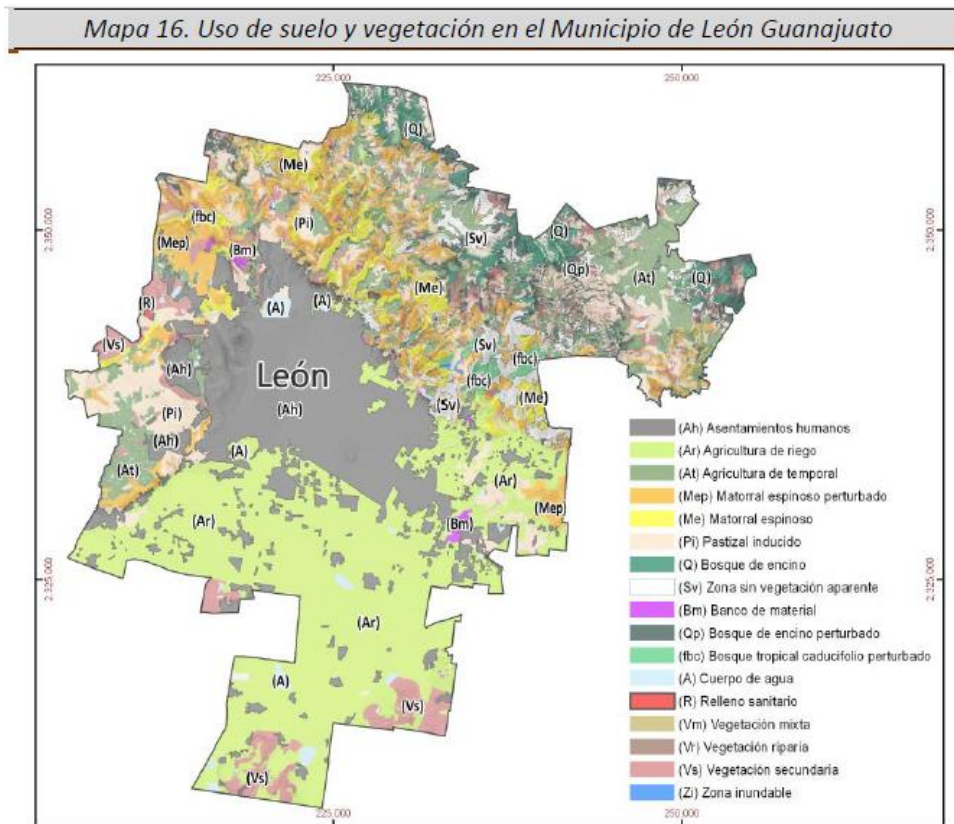 Mapa 16. Uso de suelo y vegetación en el Municipio de León Guanajuato
225,000 250,000
(Q)
(Me)
(fbc) (Pi)
2,350,000 2,350,000
(Mep) (Bm) (Sv) (Q)
(Qp) (At) (Q)
(R) (A) (A) (Me)
(Vs) (Sv) (fbc)
(Ah) León (fbc)
(Ah) (Sv) (Me)
(Pi)
(Ah) (A)
(At) (Ar)
(Ar) (Bm) (Mep)
2,325,000 2,325,000
(Ar)
(A)
(Vs)
(Vs)
225,000 250,000
(Ah) Asentamientos humanos
(Ar) Agricultura de riego
(At) Agricultura de temporal
(Mep) Matorral espinoso perturbado
(Me) Matorral espinoso
(Pi) Pastizal inducido
(Q) Bosque de encino
(Sv) Zona sin vegetación aparente
(Bm) Banco de material
(Qp) Bosque de encino perturbado
(fbc) Bosque tropical caducifolio perturbado
(A) Cuerpo de agua
(R) Relleno sanitario
(Vm) Vegetación mixta
(Vr) Vegetación riparia
(Vs) Vegetación secundaria
(Zi) Zona inundable